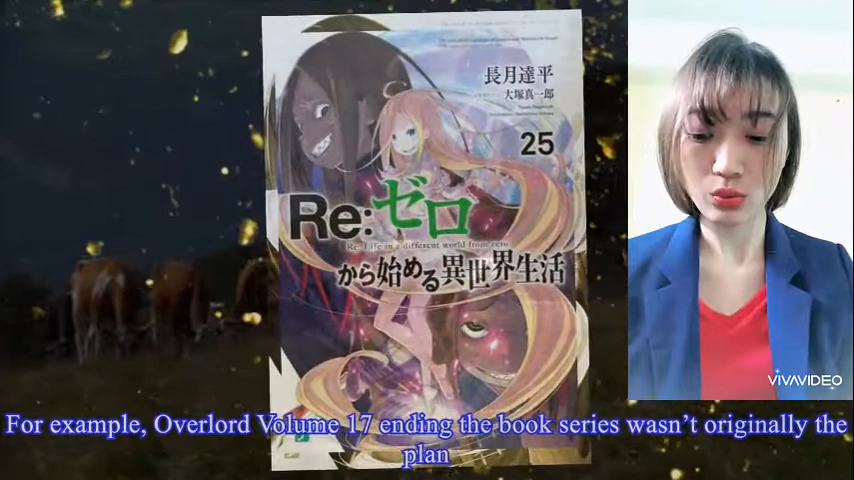 長月達平
大塚真一郎
25
Re:ゼロ
Re: Life in a different world from zero
から始める異世界生活
VIVAVIDEO
For example, Overlord Volume 17 ending the book series wasn't originally the
plan